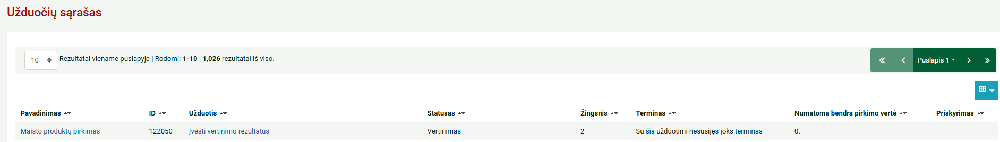 Užduočių sąrašas
10 Rezultatai viename puslapyje | Rodomi: 1-10 | 1,026 rezultatai iš viso.
Puslapis 1
Pavadinimas ID Užduotis Statusas Žingsnis Terminas Numatoma bendra pirkimo vertė Priskyrimas
Maisto produktų pirkimas 122050 Įvesti vertinimo rezultatus Vertinimas 2 Su šia užduotimi nesusijęs joks terminas 0.